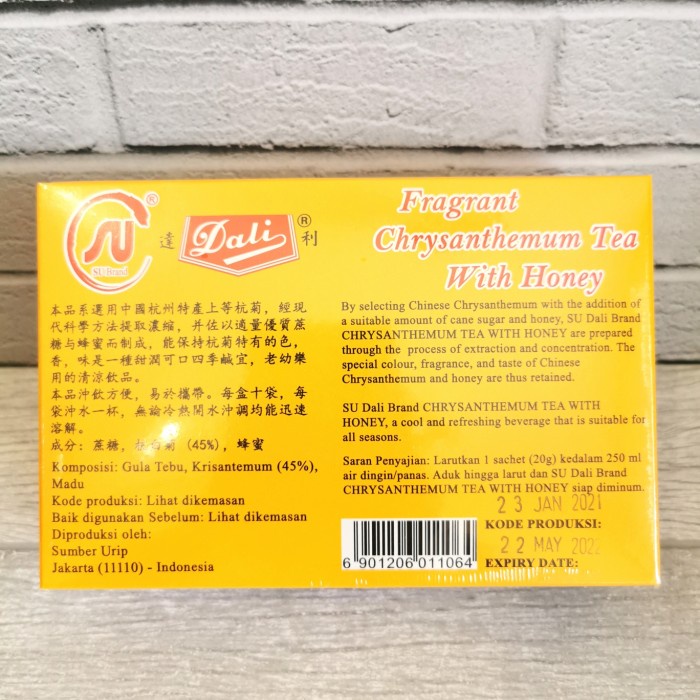 SU
®
SU Brand
達
Dali
®
利
Fragrant
Chrysanthemum Tea
With Honey
本品系選用中國杭州特產上等杭菊，經現
代科學方法提取濃縮，并佐以適量優質蔗
糖与蜂蜜而制成，能保持杭菊特有的色，
香，味是一種甜潤可口四季鹹宜，老幼樂
用的清涼飲品。
本品沖飲方便，易於攜帶。每盒十袋，每
袋沖水一杯，無論冷熱開水沖調均能迅速
溶解。
成分：蔗糖，杭白菊 (45%)，蜂蜜
Komposisi: Gula Tebu, Krisantemum (45%),
Madu
Kode produksi: Lihat dikemasan
Baik digunakan Sebelum: Lihat dikemasan
Diproduksi oleh:
Sumber Urip
Jakarta (11110) - Indonesia
By selecting Chinese Chrysanthemum with the addition of
a suitable amount of cane sugar and honey, SU Dali Brand
CHRYSANTHEMUM TEA WITH HONEY are prepared
through the process of extraction and concentration. The
special colour, fragrance, and taste of Chinese
Chrysanthemum and honey are thus retained.
SU Dali Brand CHRYSANTHEMUM TEA WITH
HONEY, a cool and refreshing beverage that is suitable for
all seasons.
Saran Penyajian: Larutkan 1 sachet (20g) kedalam 250 ml
air dingin/panas. Aduk hingga larut dan SU Dali Brand
CHRYSANTHEMUM TEA WITH HONEY siap diminum.
23 JAN 2021
KODE PRODUKSI:
22 MAY 202
EXPIRY DATE:
6 901206 011064